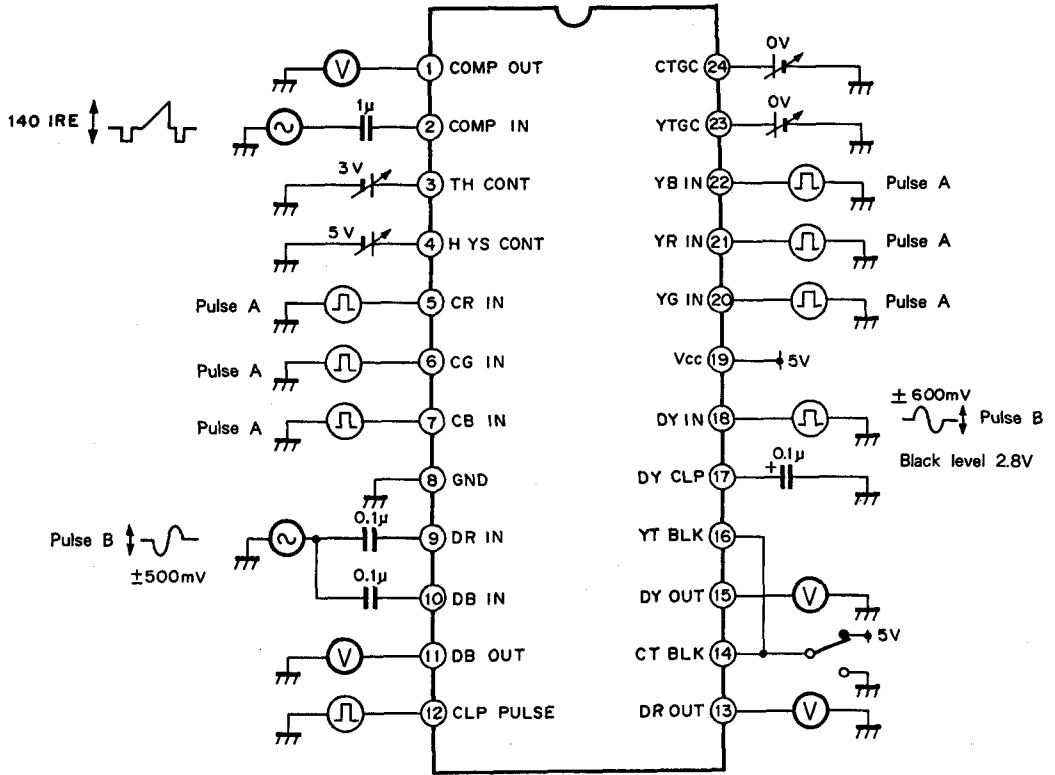 V 1 COMP OUT
140 IRE 1μ 2 COMP IN
3V 3 TH CONT
5V 4 H YS CONT
Pulse A 5 CR IN
Pulse A 6 CG IN
Pulse A 7 CB IN
8 GND
Pulse B ±500mV 0.1μ 9 DR IN
0.1μ 10 DB IN
V 11 DB OUT
12 CLP PULSE
CTGC 24 0V
YTGC 23 0V
YB IN 22 Pulse A
YR IN 21 Pulse A
YG IN 20 Pulse A
Vcc 19 5V
DY IN 18 ±600mV Pulse B
Black level 2.8V
DY CLP 17 +0.1μ
YT BLK 16
DY OUT 15 V
CT BLK 14 5V
DR OUT 13 V